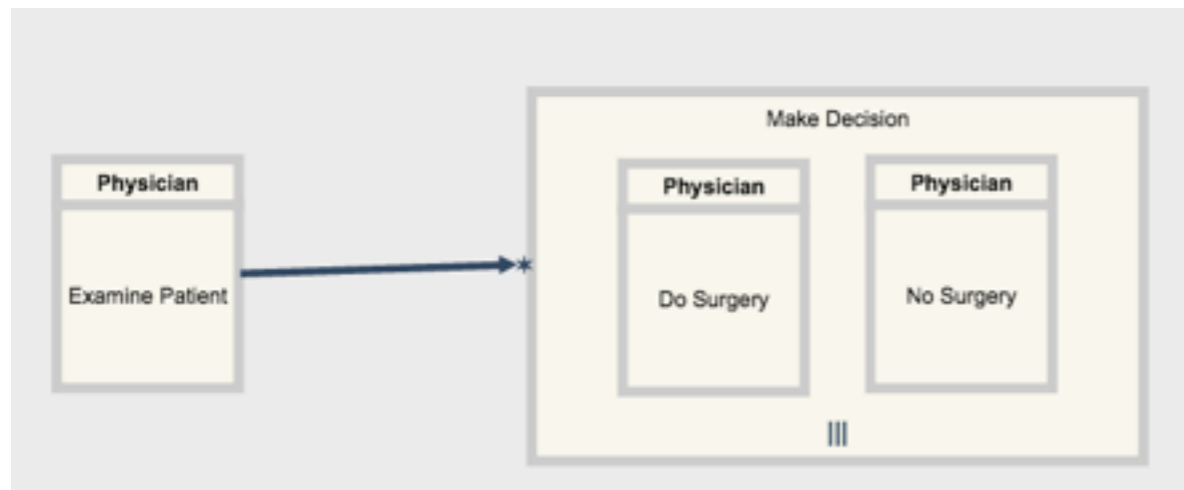 Make Decision
Physician
Examine Patient
Physician
Do Surgery
Physician
No Surgery